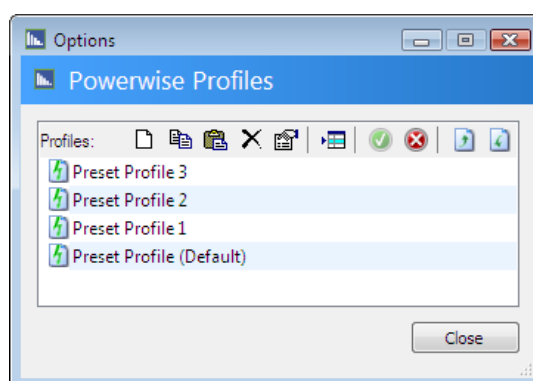 Options
Powerwise Profiles
Profiles:
Preset Profile 3
Preset Profile 2
Preset Profile 1
Preset Profile (Default)
Close